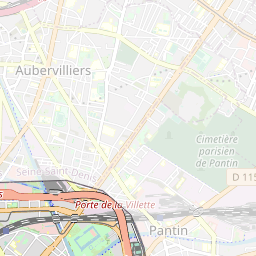 Aubervilliers
Cimetière
parisien
de Pantin
Seine-Saint-Denis
D 115
Porte de la Villette
Pantin